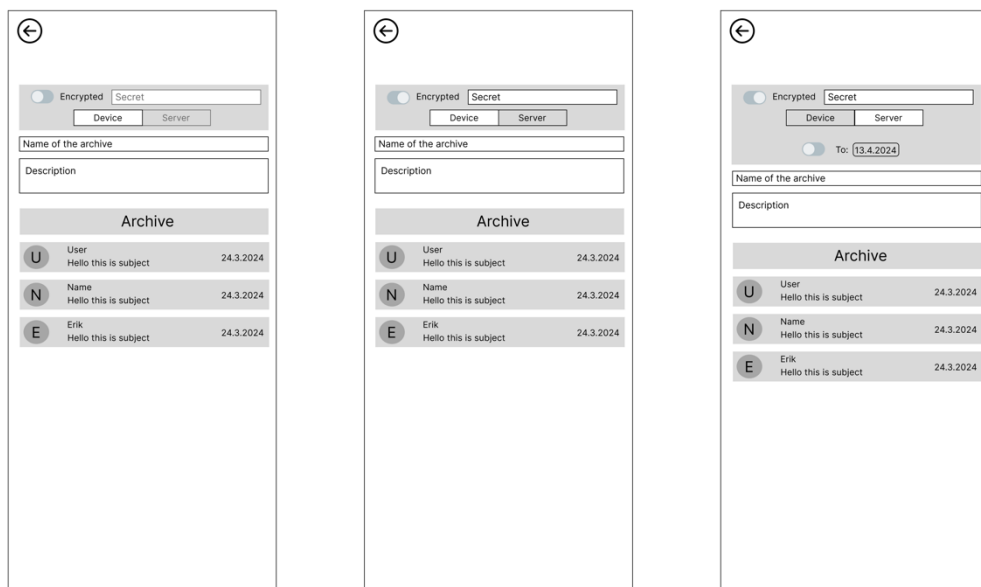 Encrypted Secret
Device Server
Name of the archive
Description
Archive
U User
Hello this is subject 24.3.2024
N Name
Hello this is subject 24.3.2024
E Erik
Hello this is subject 24.3.2024
Encrypted Secret
Device Server
Name of the archive
Description
Archive
U User
Hello this is subject 24.3.2024
N Name
Hello this is subject 24.3.2024
E Erik
Hello this is subject 24.3.2024
Encrypted Secret
Device Server
To: 13.4.2024
Name of the archive
Description
Archive
U User
Hello this is subject 24.3.2024
N Name
Hello this is subject 24.3.2024
E Erik
Hello this is subject 24.3.2024